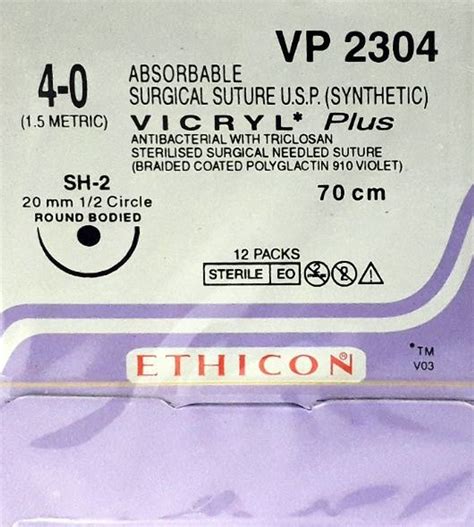 VP 2304
4-0
(1.5 METRIC)
ABSORBABLE
SURGICAL SUTURE U.S.P. (SYNTHETIC)
VICRYL* Plus
ANTIBACTERIAL WITH TRICLOSAN
STERILISED SURGICAL NEEDLED SUTURE
(BRAIDED COATED POLYGLACTIN 910 VIOLET)
SH-2
20 mm 1/2 Circle
ROUND BODIED
70 cm
12 PACKS
STERILE EO
ETHICON
*TM
V03